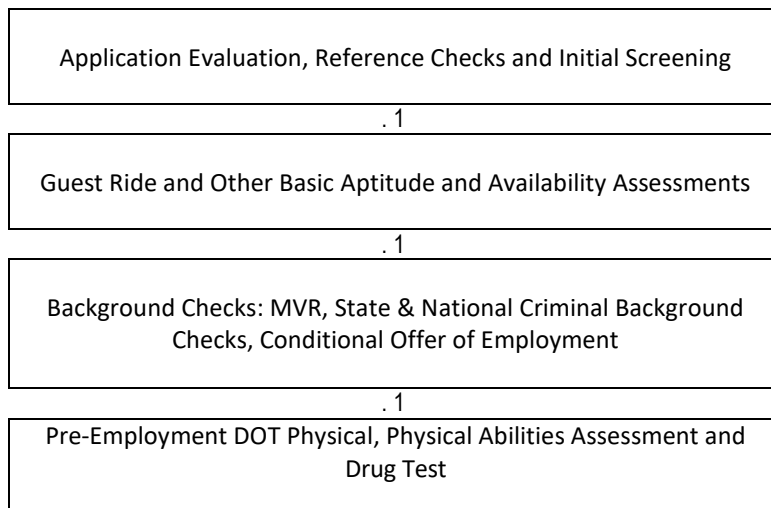 Application Evaluation, Reference Checks and Initial Screening
. 1
Guest Ride and Other Basic Aptitude and Availability Assessments
. 1
Background Checks: MVR, State & National Criminal Background
Checks, Conditional Offer of Employment
. 1
Pre-Employment DOT Physical, Physical Abilities Assessment and
Drug Test